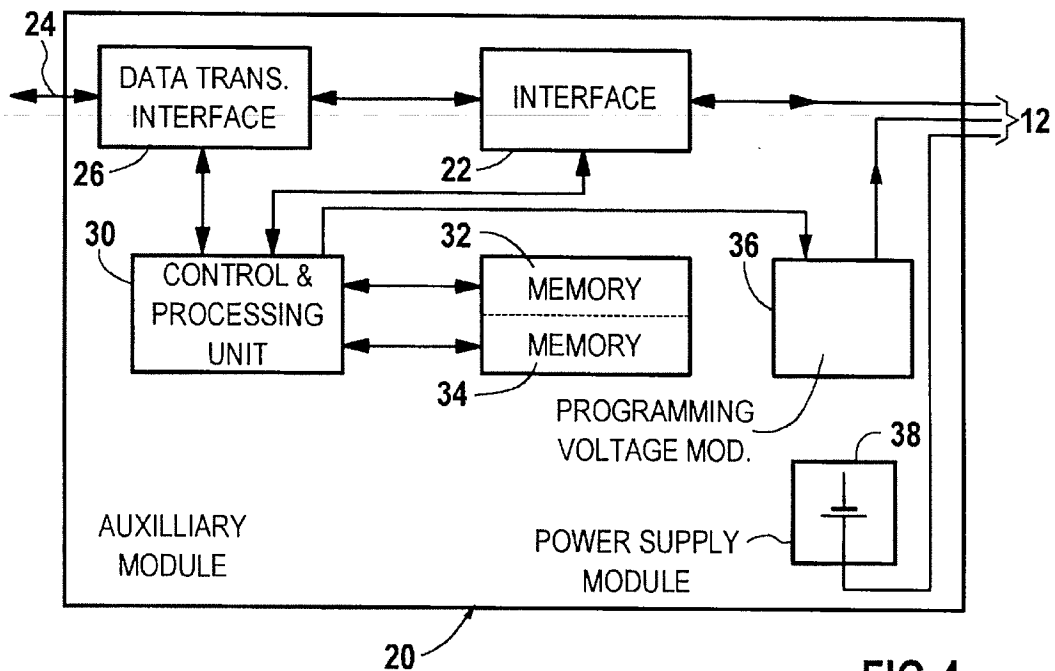 24
DATA TRANS.
INTERFACE
INTERFACE
12
26
22
30
CONTROL &
PROCESSING
UNIT
32
MEMORY
MEMORY
34
36
PROGRAMMING
VOLTAGE MOD.
38
AUXILLIARY
MODULE
POWER SUPPLY
MODULE
20